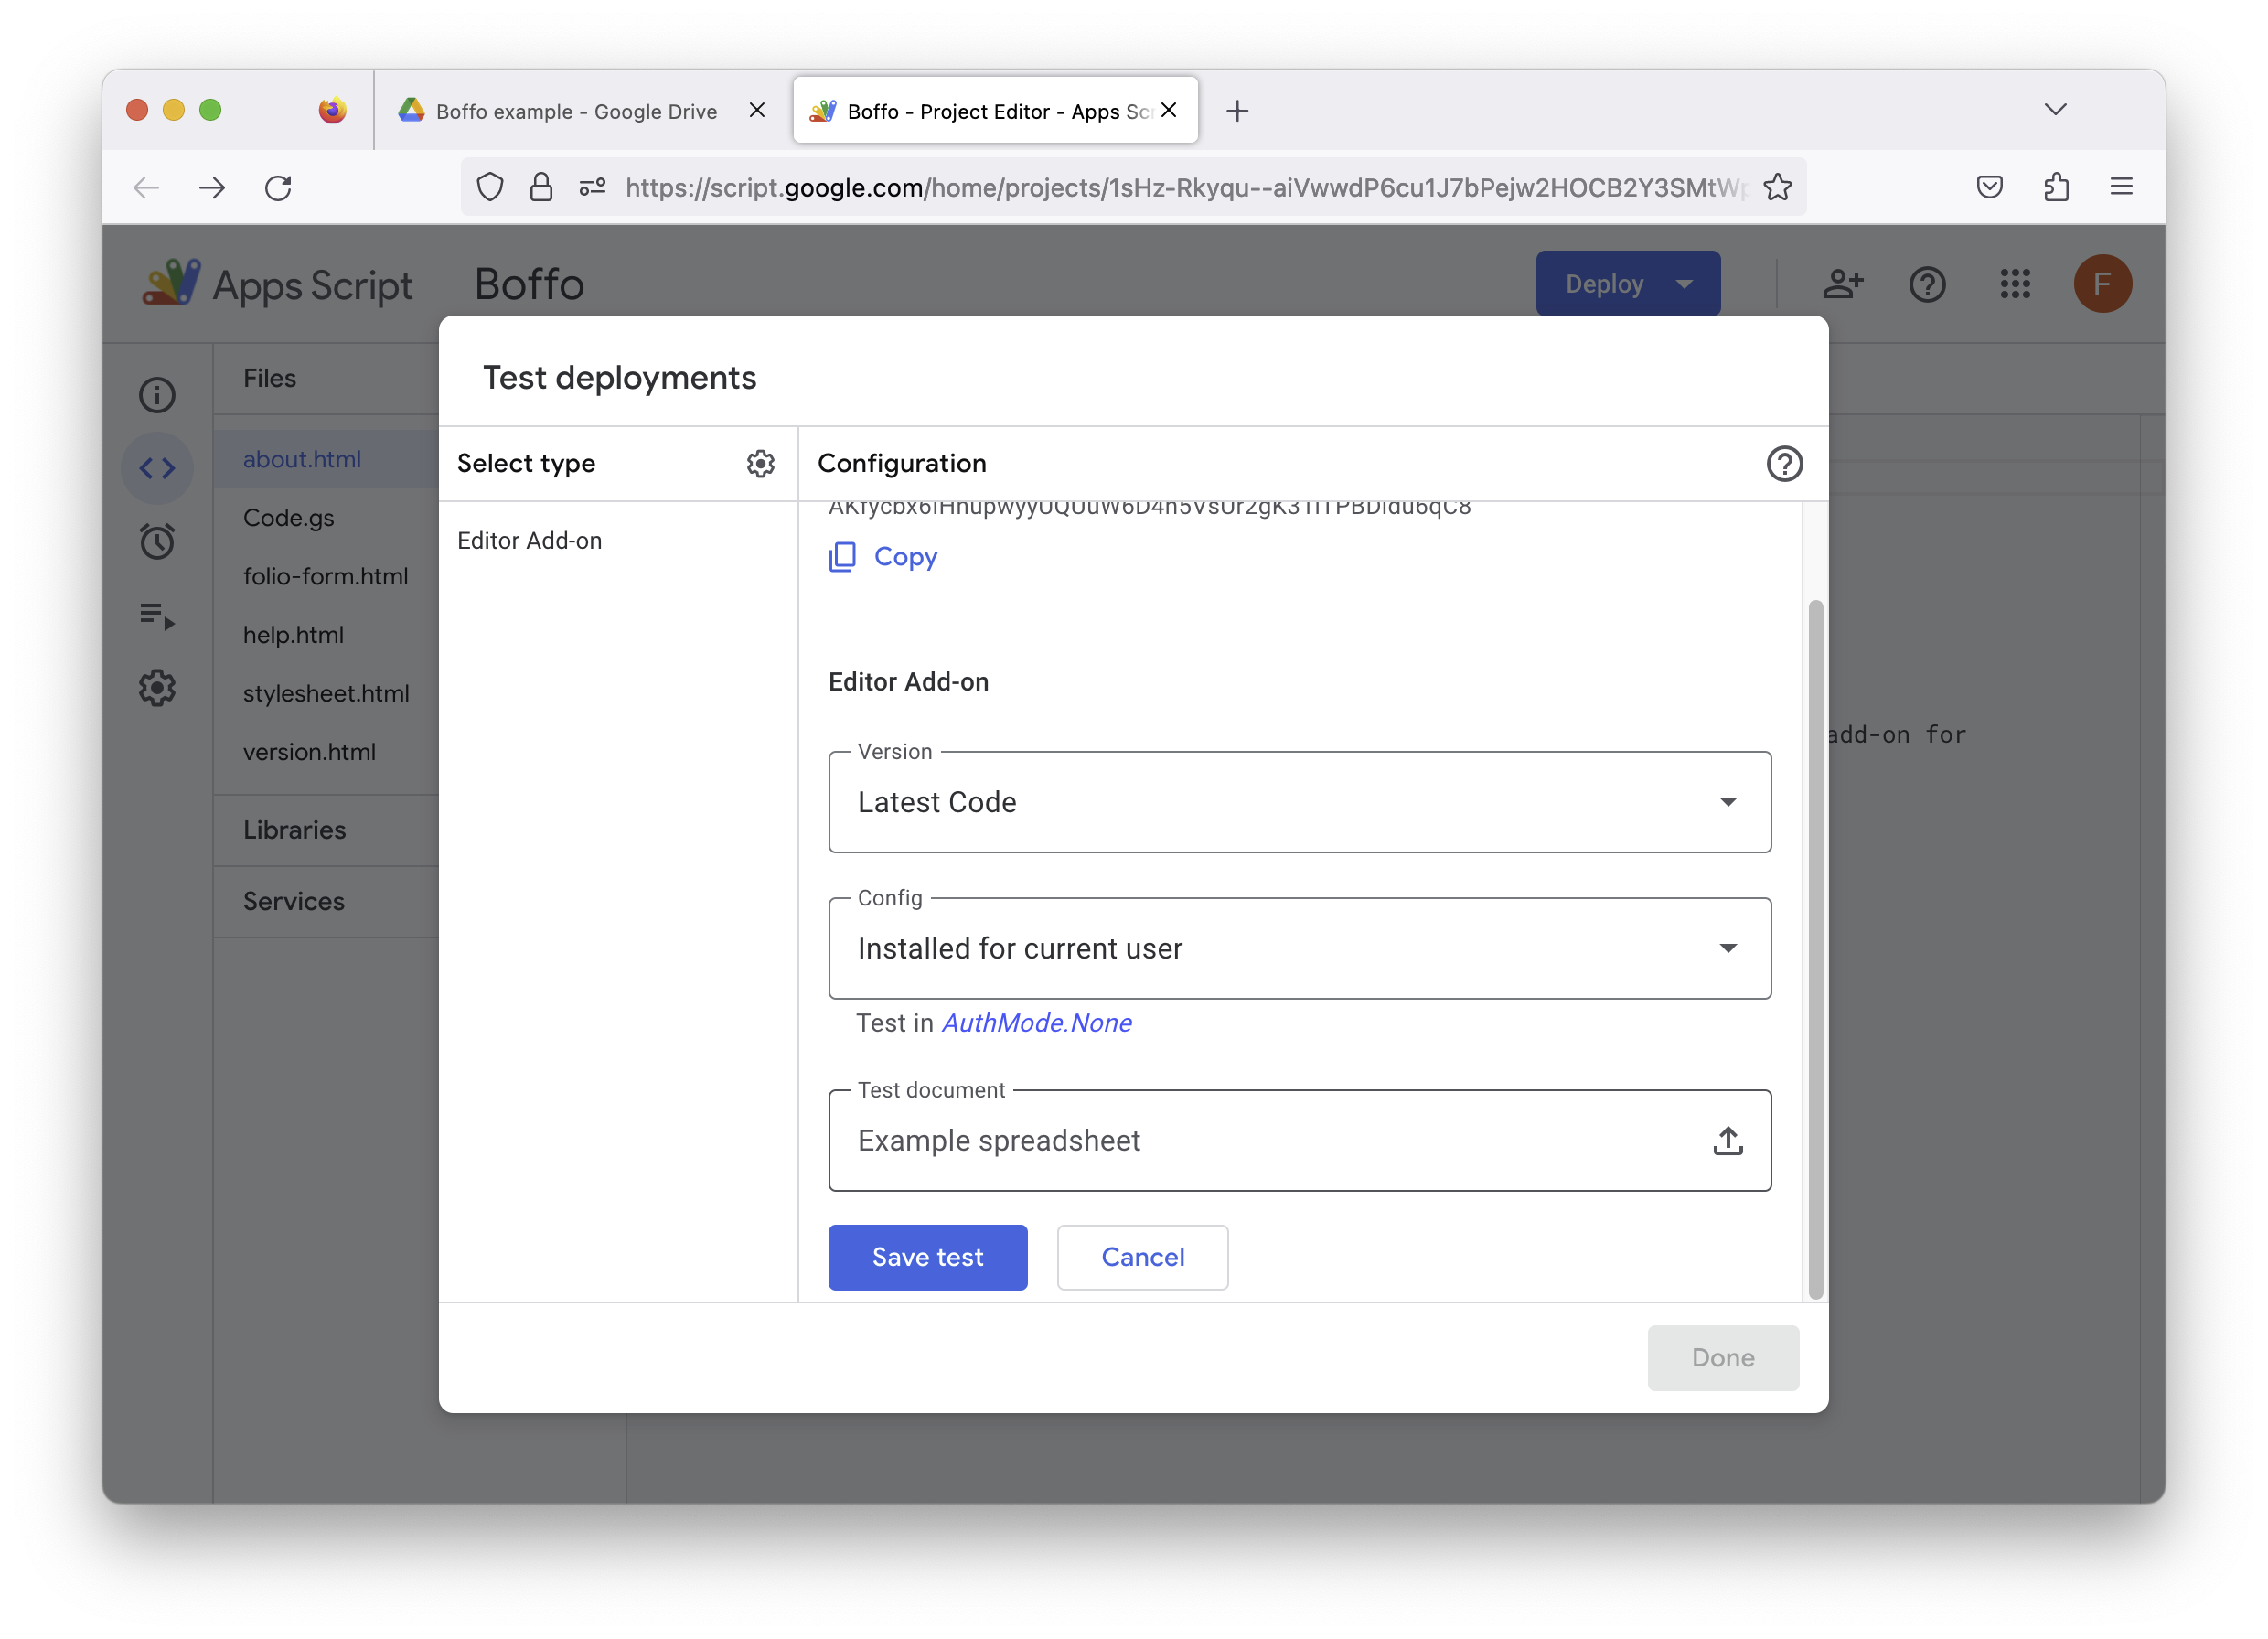 Boffo example - Google Drive
Boffo - Project Editor - Apps Scr
https://script.google.com/home/projects/1sHz-Rkyqu--aiVwwdP6cu1J7bPejw2HOCB2Y3SMtWp
Apps Script
Boffo
Deploy
F
Test deployments
Files
Select type
Configuration
about.html
Code.gs
folio-form.html
help.html
stylesheet.html
version.html
Libraries
Services
Editor Add-on
Copy
Editor Add-on
add-on for
Version
Latest Code
Config
Installed for current user
Test in AuthMode.None
Test document
Example spreadsheet
Save test
Cancel
Done